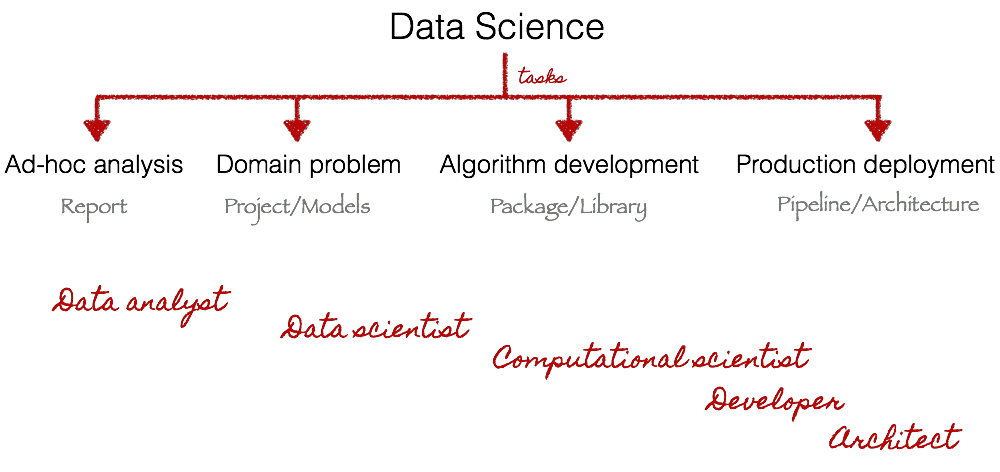 Data Science
tasks
Ad-hoc analysis
Domain problem
Algorithm development
Production deployment
Report
Project/Models
Package/Library
Pipeline/Architecture
Data analyst
Data scientist
Computational scientist
Developer
Architect